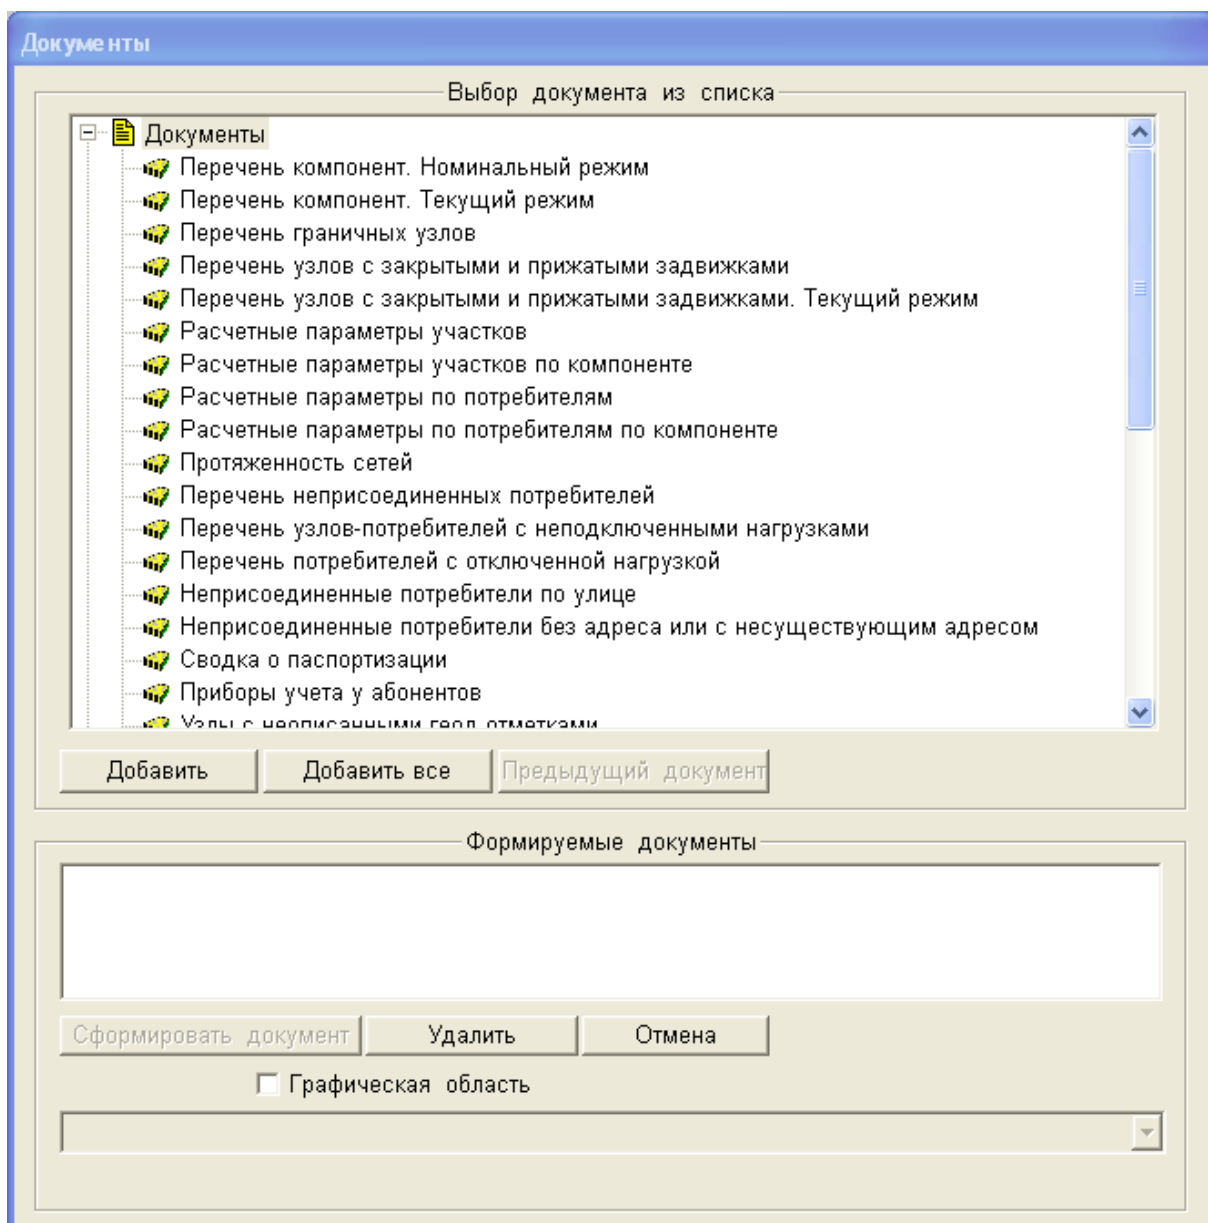 Документы
Выбор документа из списка
Документы
Перечень компонент. Номинальный режим
Перечень компонент. Текущий режим
Перечень граничных узлов
Перечень узлов с закрытыми и прижатыми задвижками
Перечень узлов с закрытыми и прижатыми задвижками. Текущий режим
Расчетные параметры участков
Расчетные параметры участков по компоненте
Расчетные параметры по потребителям
Расчетные параметры по потребителям по компоненте
Протяженность сетей
Перечень неприсоединенных потребителей
Перечень узлов-потребителей с неподключенными нагрузками
Перечень потребителей с отключенной нагрузкой
Неприсоединенные потребители по улице
Неприсоединенные потребители без адреса или с несуществующим адресом
Сводка о паспортизации
Приборы учета у абонентов
Узлы с неописанными геод.отметками
Добавить Добавить все Предыдущий документ
Формируемые документы
Сформировать документ Удалить Отмена
Графическая область